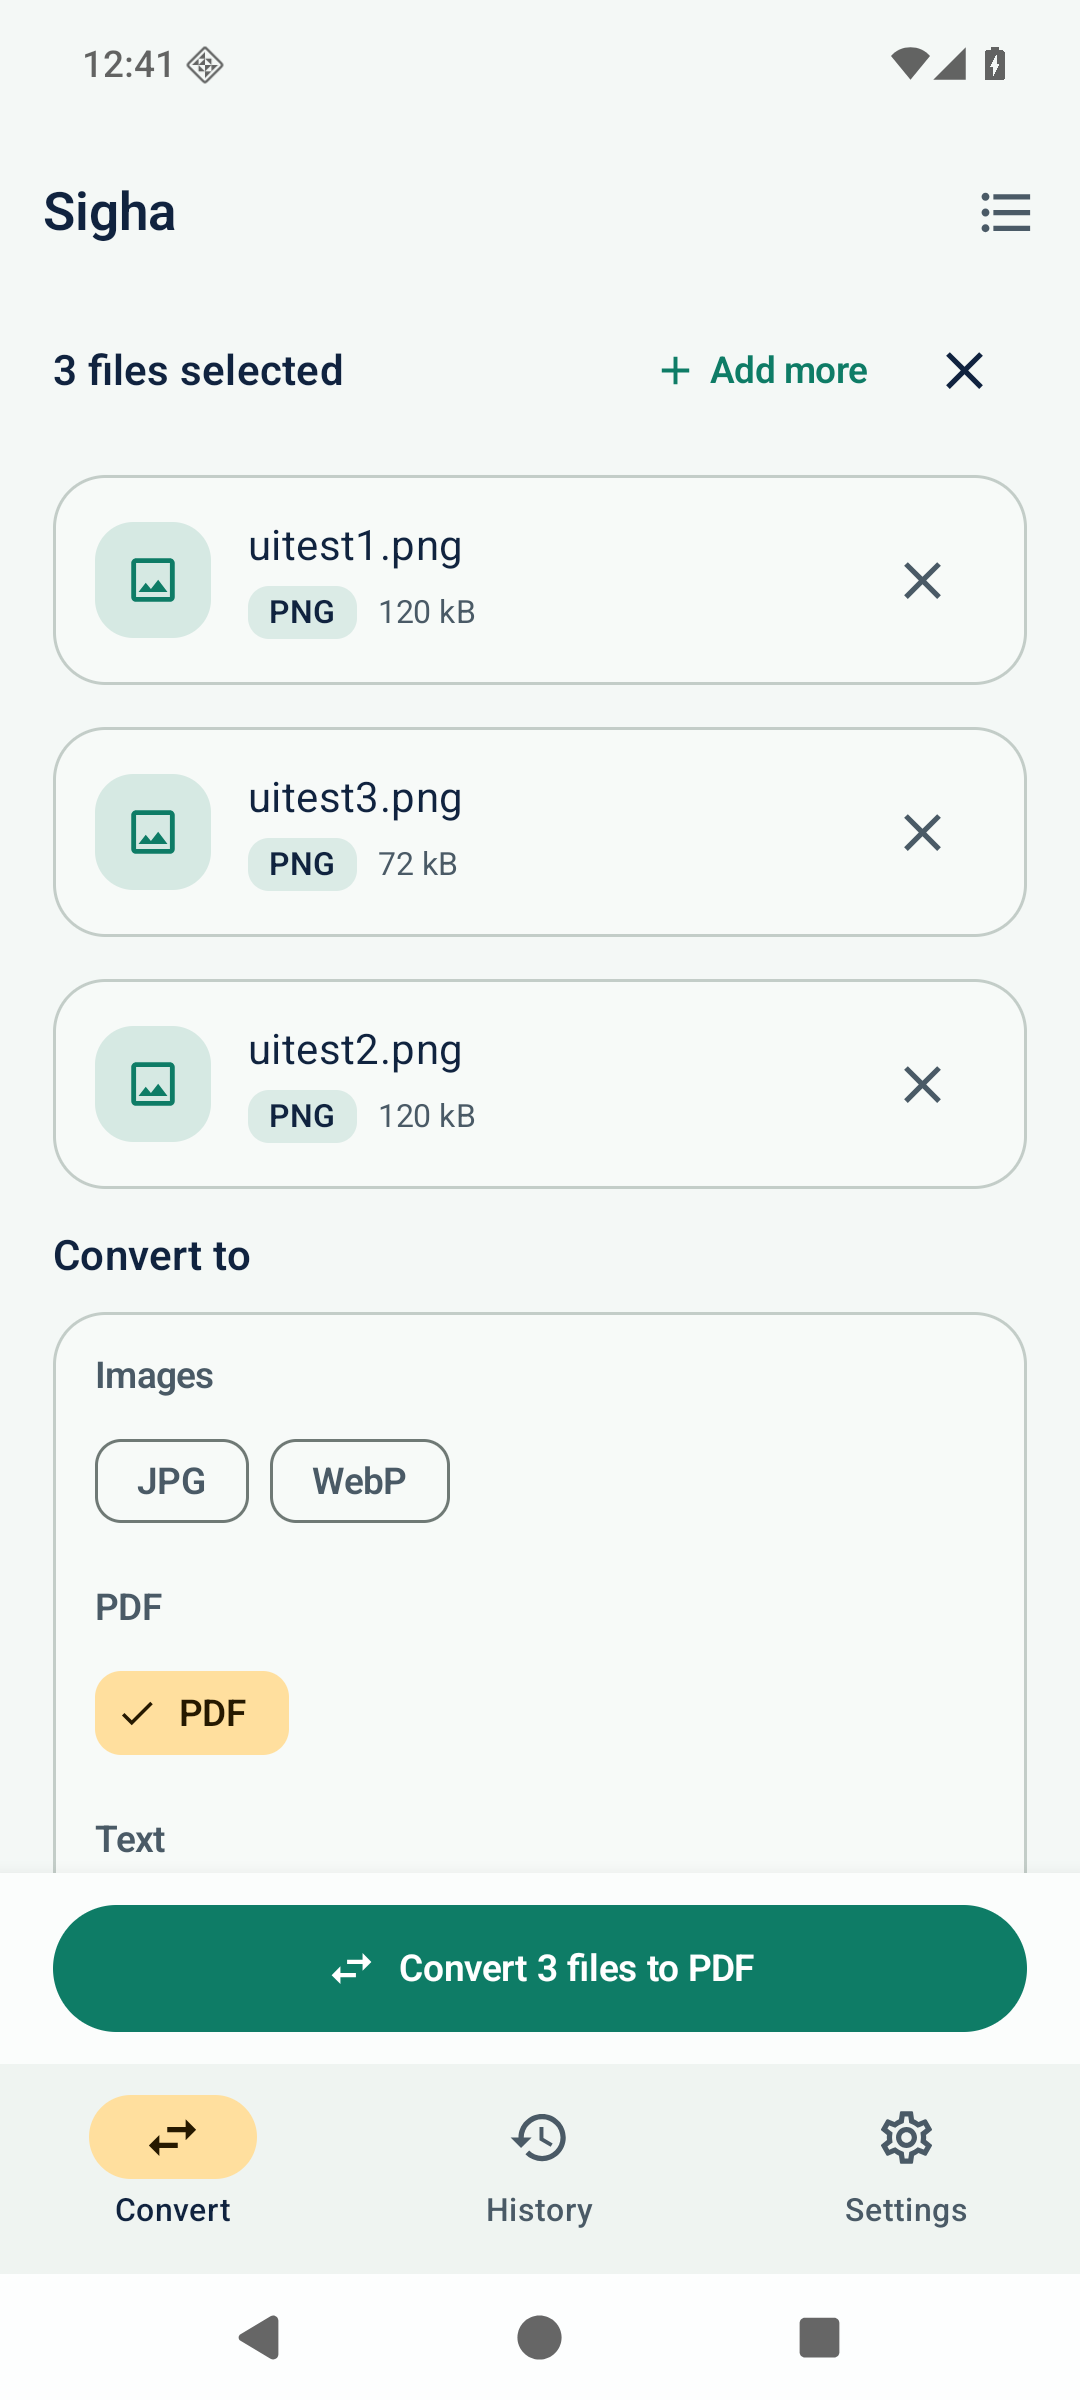 12:41
Sigha
3 files selected
Add more
uitest1.png
PNG 120 kB
uitest3.png
PNG 72 kB
uitest2.png
PNG 120 kB
Convert to
Images
JPG WebP
PDF
PDF
Text
Convert 3 files to PDF
Convert History Settings